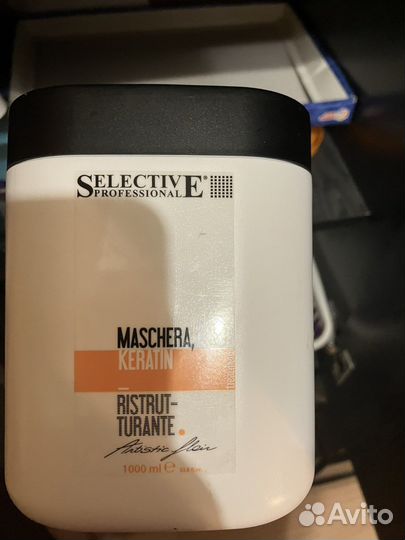 SELECTIVE®
PROFESSIONAL
MASCHERA,
KERATIN
RISTRUT-
TURANTE.
Artistic flair
1000 ml e
Avito